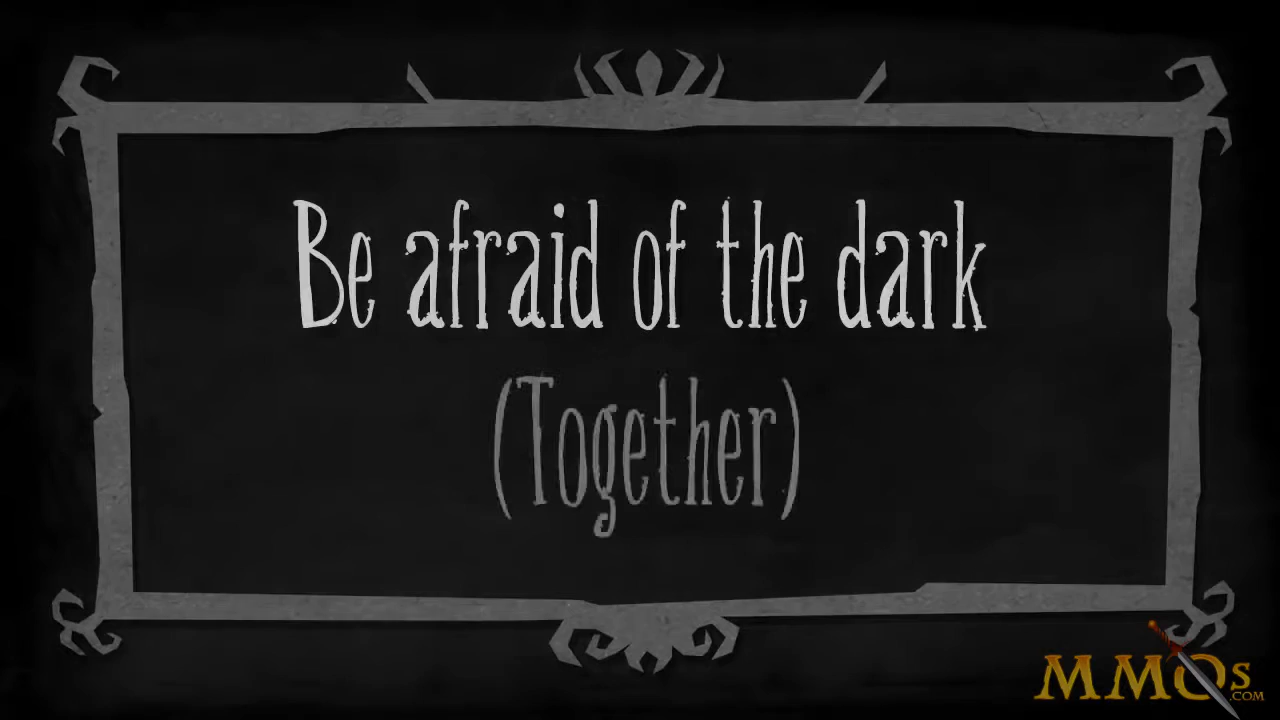 Be afraid of the dark
(Together)
MMOs
.COM